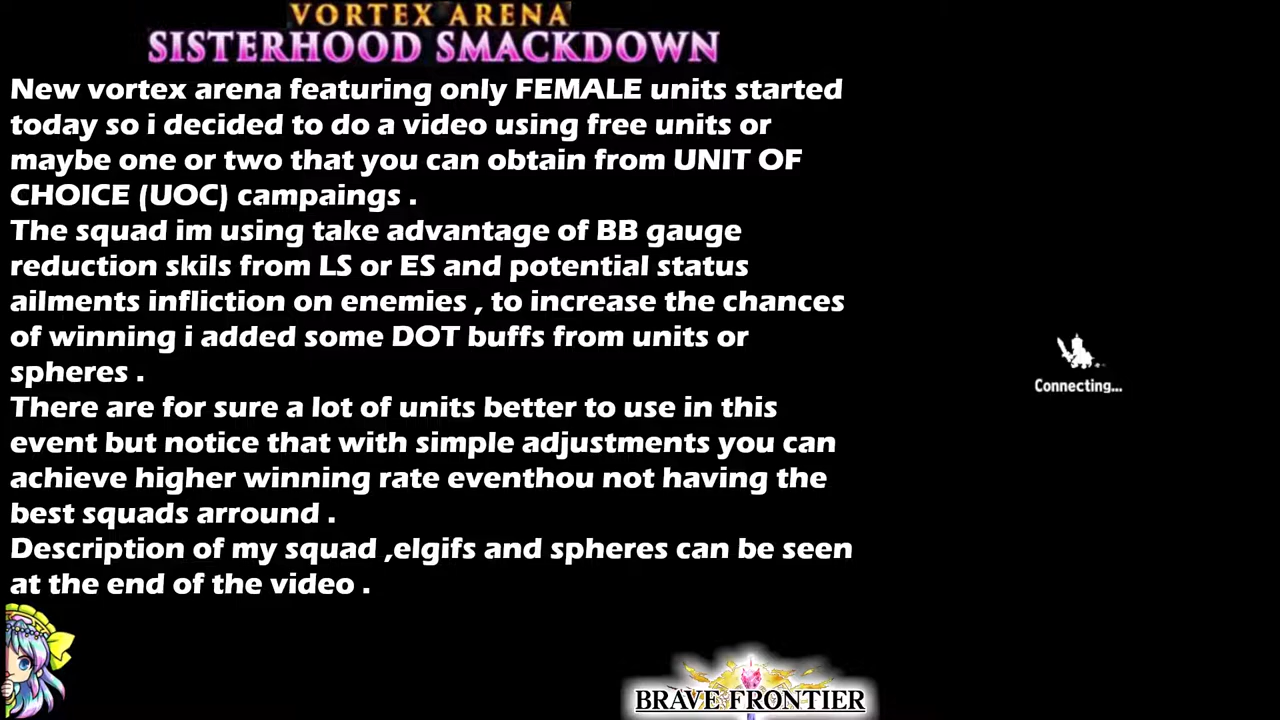 VORTEX ARENA
SISTERHOOD SMACKDOWN
New vortex arena featuring only FEMALE units started
today so i decided to do a video using free units or
maybe one or two that you can obtain from UNIT OF
CHOICE (UOC) campaings .
The squad im using take advantage of BB gauge
reduction skils from LS or ES and potential status
ailments infliction on enemies , to increase the chances
of winning i added some DOT buffs from units or
spheres .
There are for sure a lot of units better to use in this
event but notice that with simple adjustments you can
achieve higher winning rate eventhou not having the
best squads arround .
Description of my squad ,elgifs and spheres can be seen
at the end of the video .
Connecting...
BRAVE FRONTIER